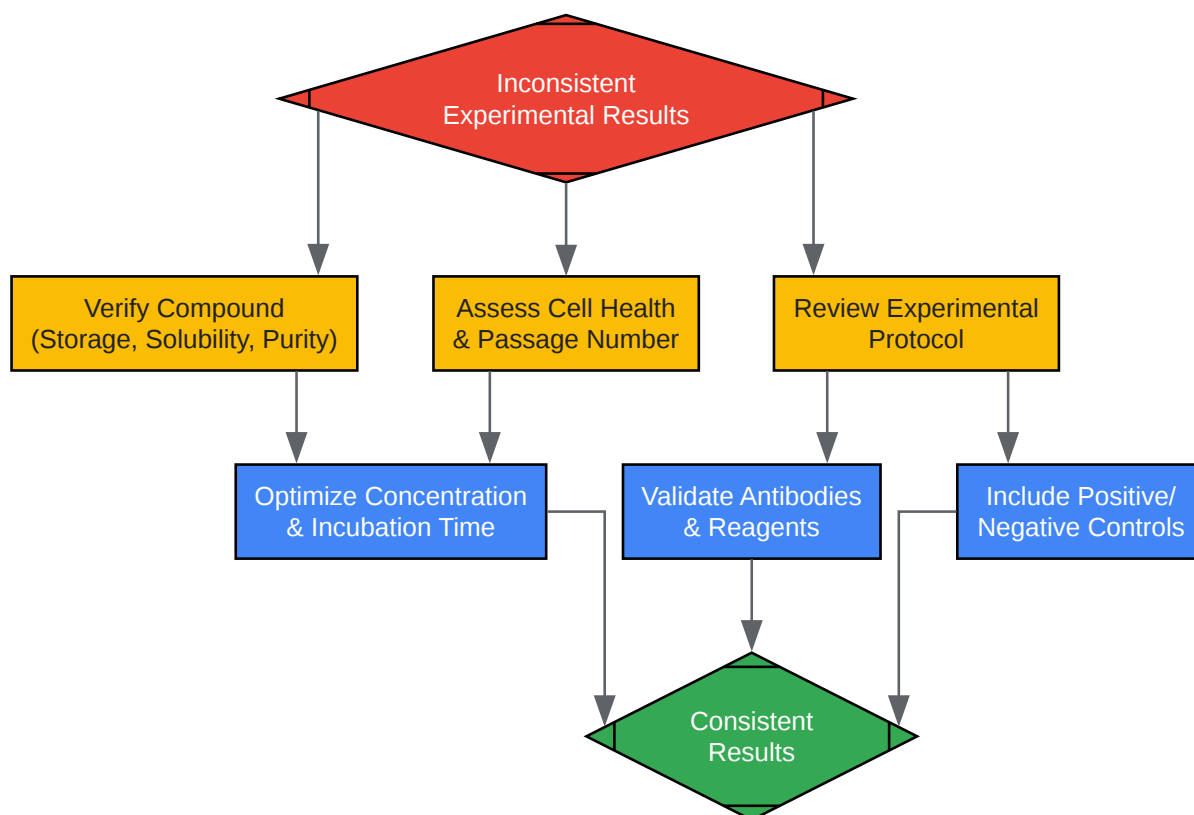 Inconsistent
Experimental Results
Verify Compound
(Storage, Solubility, Purity)
Assess Cell Health
& Passage Number
Review Experimental
Protocol
Optimize Concentration
& Incubation Time
Validate Antibodies
& Reagents
Include Positive/
Negative Controls
Consistent
Results